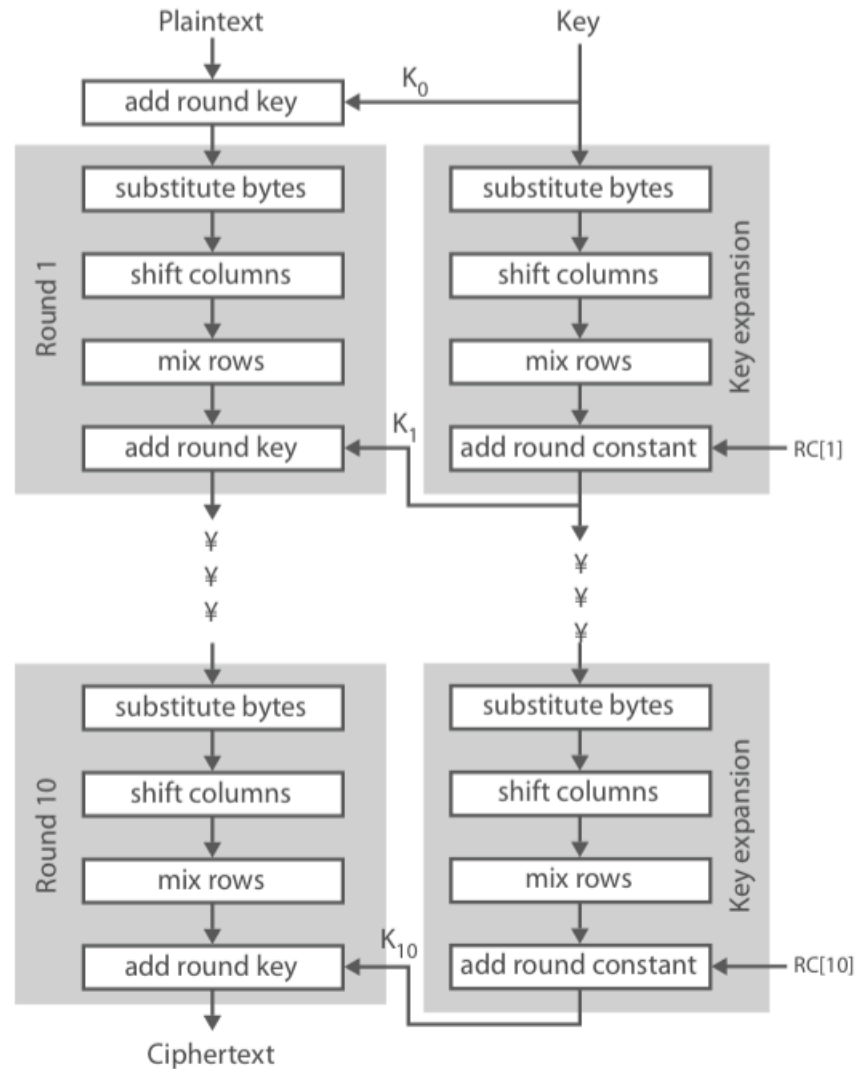 Plaintext
Key
K0
add round key
Round 1
substitute bytes
shift columns
mix rows
add round key
K1
Key expansion
substitute bytes
shift columns
mix rows
add round constant
RC[1]
¥
¥
¥
¥
¥
¥
Round 10
substitute bytes
shift columns
mix rows
add round key
K10
Key expansion
substitute bytes
shift columns
mix rows
add round constant
RC[10]
Ciphertext